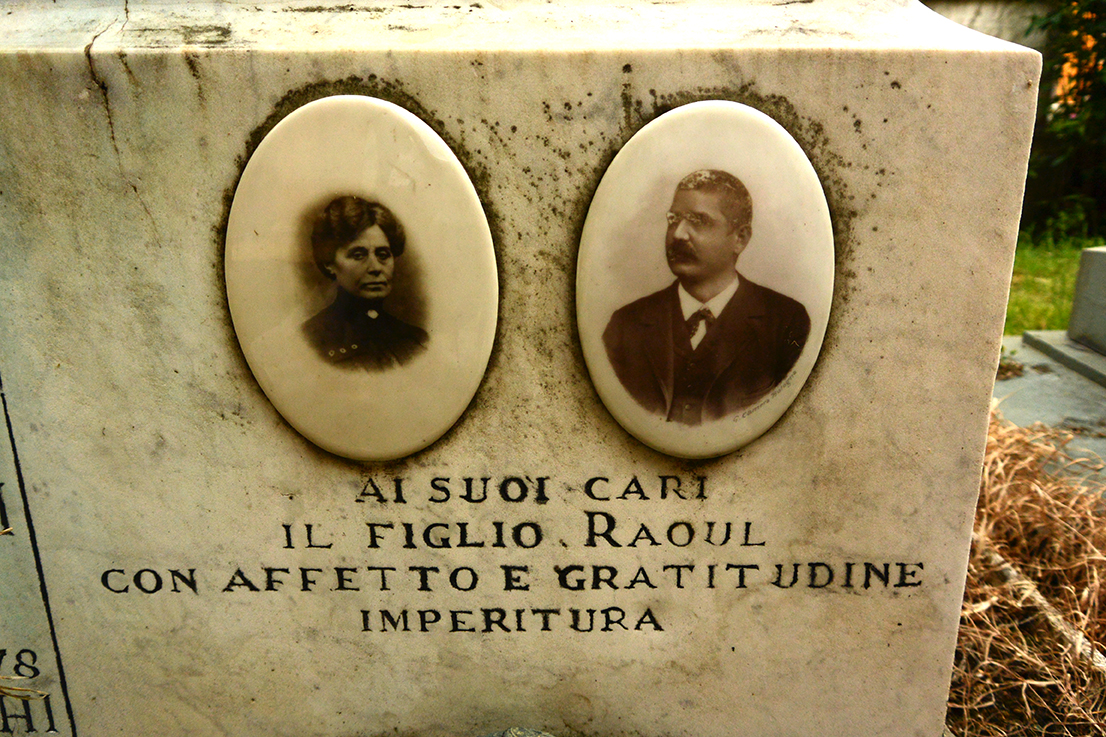 AI SUOI CARI
IL FIGLIO RAOUL
CON AFFETTO E GRATITUDINE
IMPERITURA